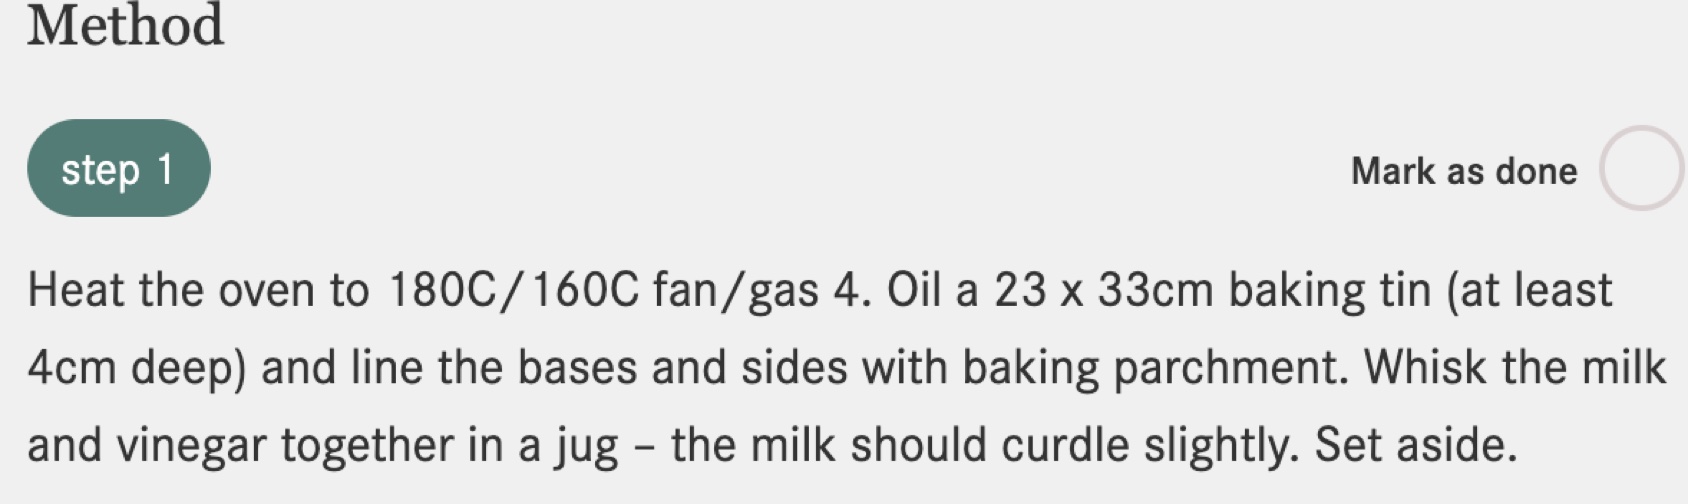 Method
step 1
Mark as done
Heat the oven to 180C/160C fan/gas 4. Oil a 23 x 33cm baking tin (at least
4cm deep) and line the bases and sides with baking parchment. Whisk the milk
and vinegar together in a jug – the milk should curdle slightly. Set aside.